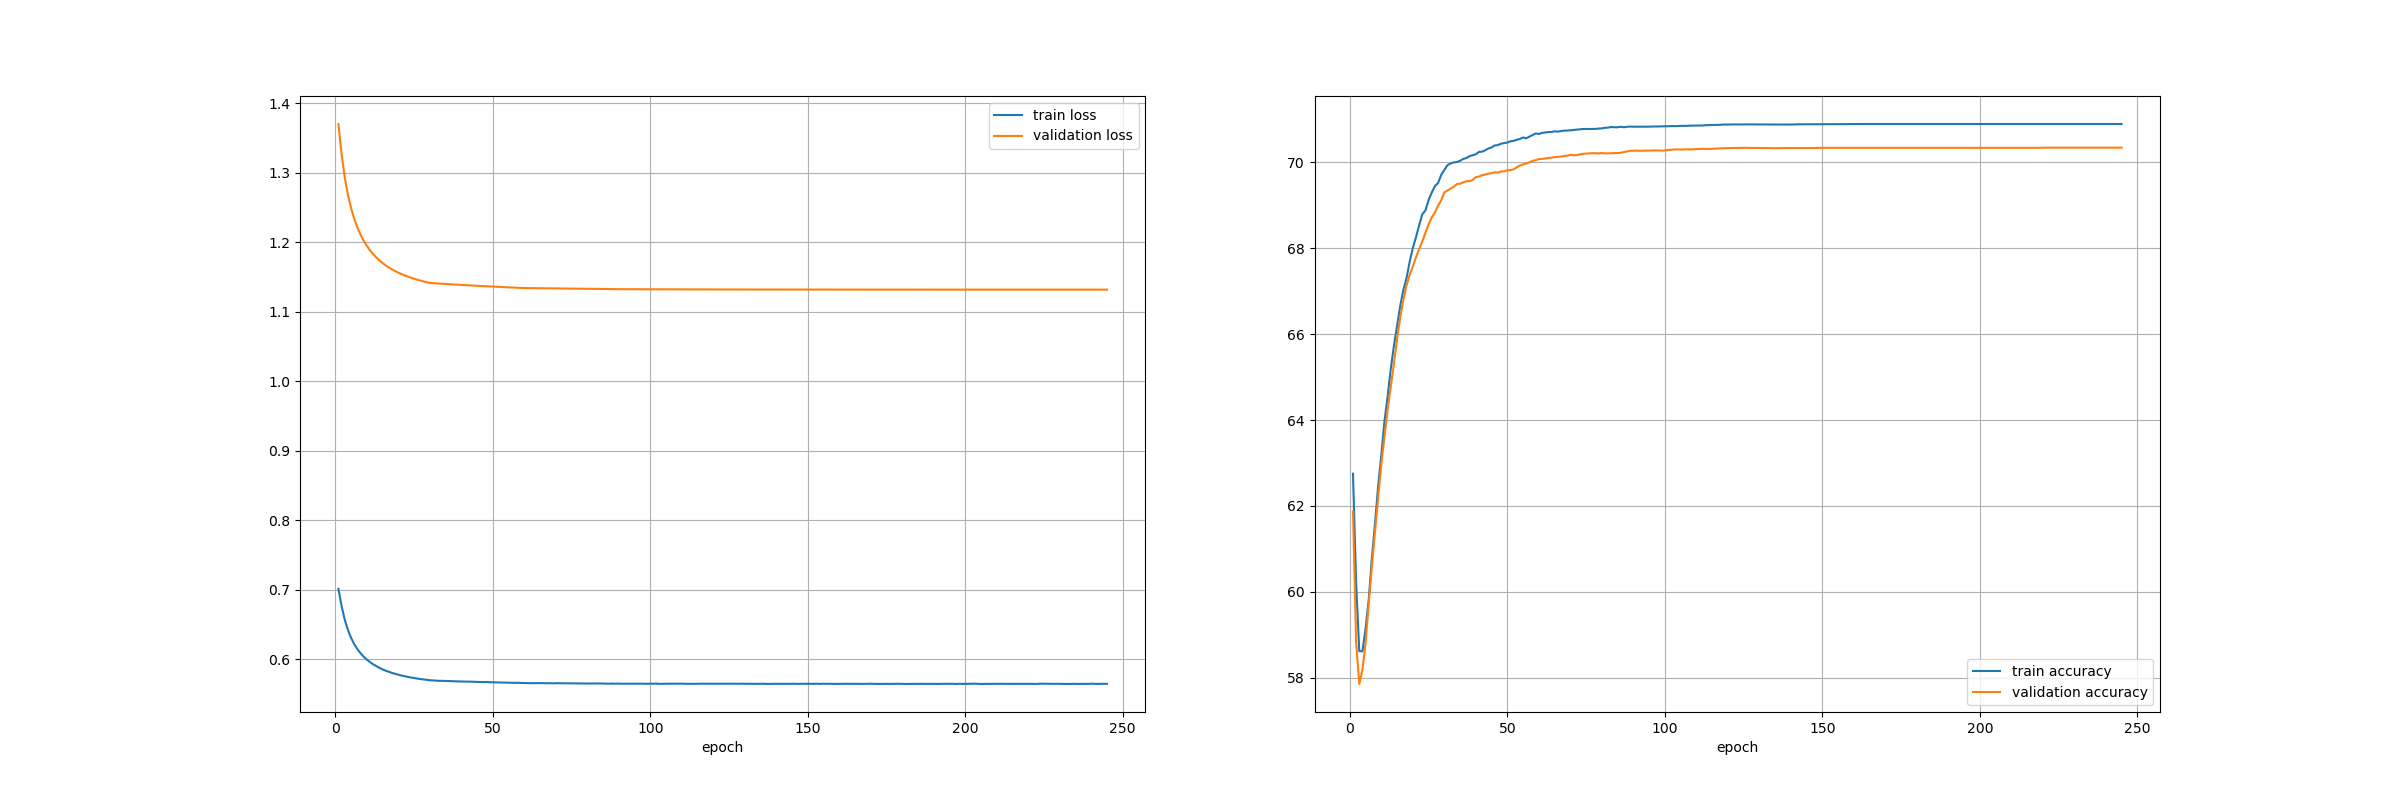 train loss
validation loss
1.4
1.3
1.2
1.1
1.0
0.9
0.8
0.7
0.6
0 50 100 150 200 250
epoch
70
68
66
64
62
60
58
train accuracy
validation accuracy
0 50 100 150 200 250
epoch